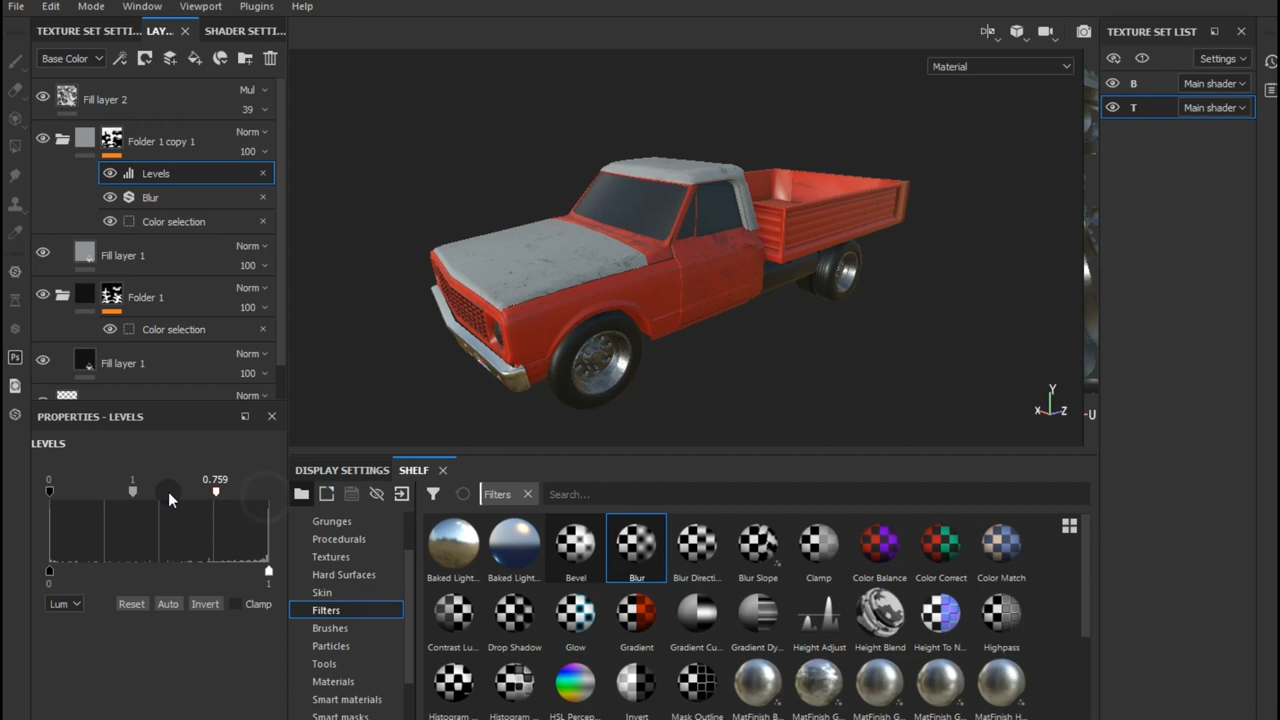 File Edit Mode Window Viewport Plugins Help
TEXTURE SET SETTI... LAY... SHADER SETTI...
Base Color
Fill layer 2
Mul
39
Folder 1 copy 1
Norm
100
Levels
Blur
Color selection
Fill layer 1
Norm
100
Folder 1
Norm
100
Color selection
Fill layer 1
Norm
100
Norm
PROPERTIES - LEVELS
LEVELS
0 1 0.759
0 1
Lum Reset Auto Invert Clamp
Material
Y
X Z
U
DISPLAY SETTINGS SHELF
Filters Search...
Grunges
Procedurals
Textures
Hard Surfaces
Skin
Filters
Brushes
Particles
Tools
Materials
Smart materials
Smart masks
Baked Light... Baked Light... Bevel Blur Blur Directi... Blur Slope Clamp Color Balance Color Correct Color Match
Contrast Lu... Drop Shadow Glow Gradient Gradient Cu... Gradient Dy... Height Adjust Height Blend Height To N... Highpass
Histogram ... Histogram ... HSL Percep... Invert Mask Outline MatFinish B... MatFinish G... MatFinish G... MatFinish G... MatFinish H...
TEXTURE SET LIST
Settings
B Main shader
T Main shader
Ps